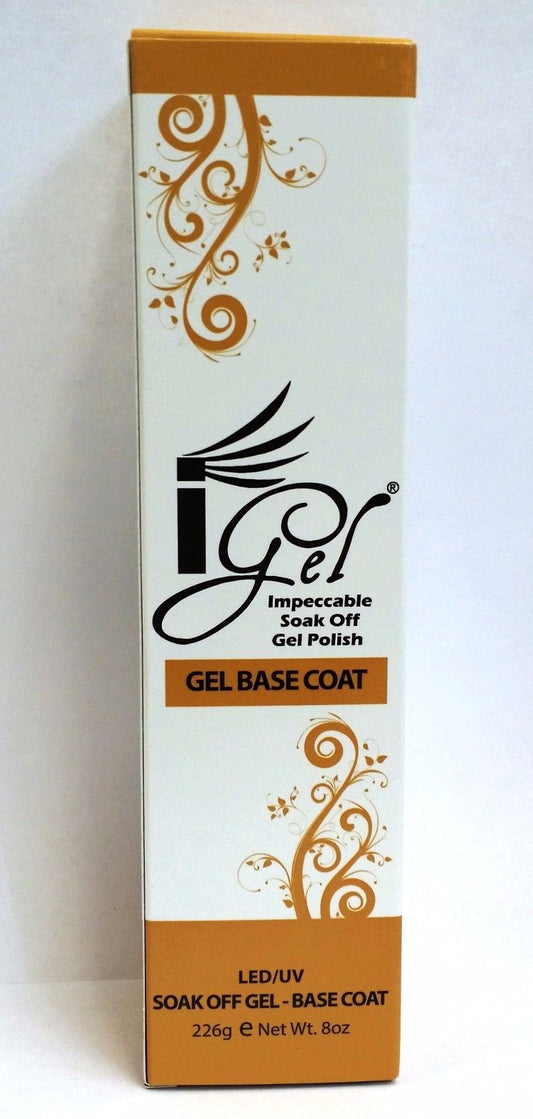 iGel®
Impeccable
Soak Off
Gel Polish
GEL BASE COAT
LED/UV
SOAK OFF GEL - BASE COAT
226g ℮ Net Wt. 8oz